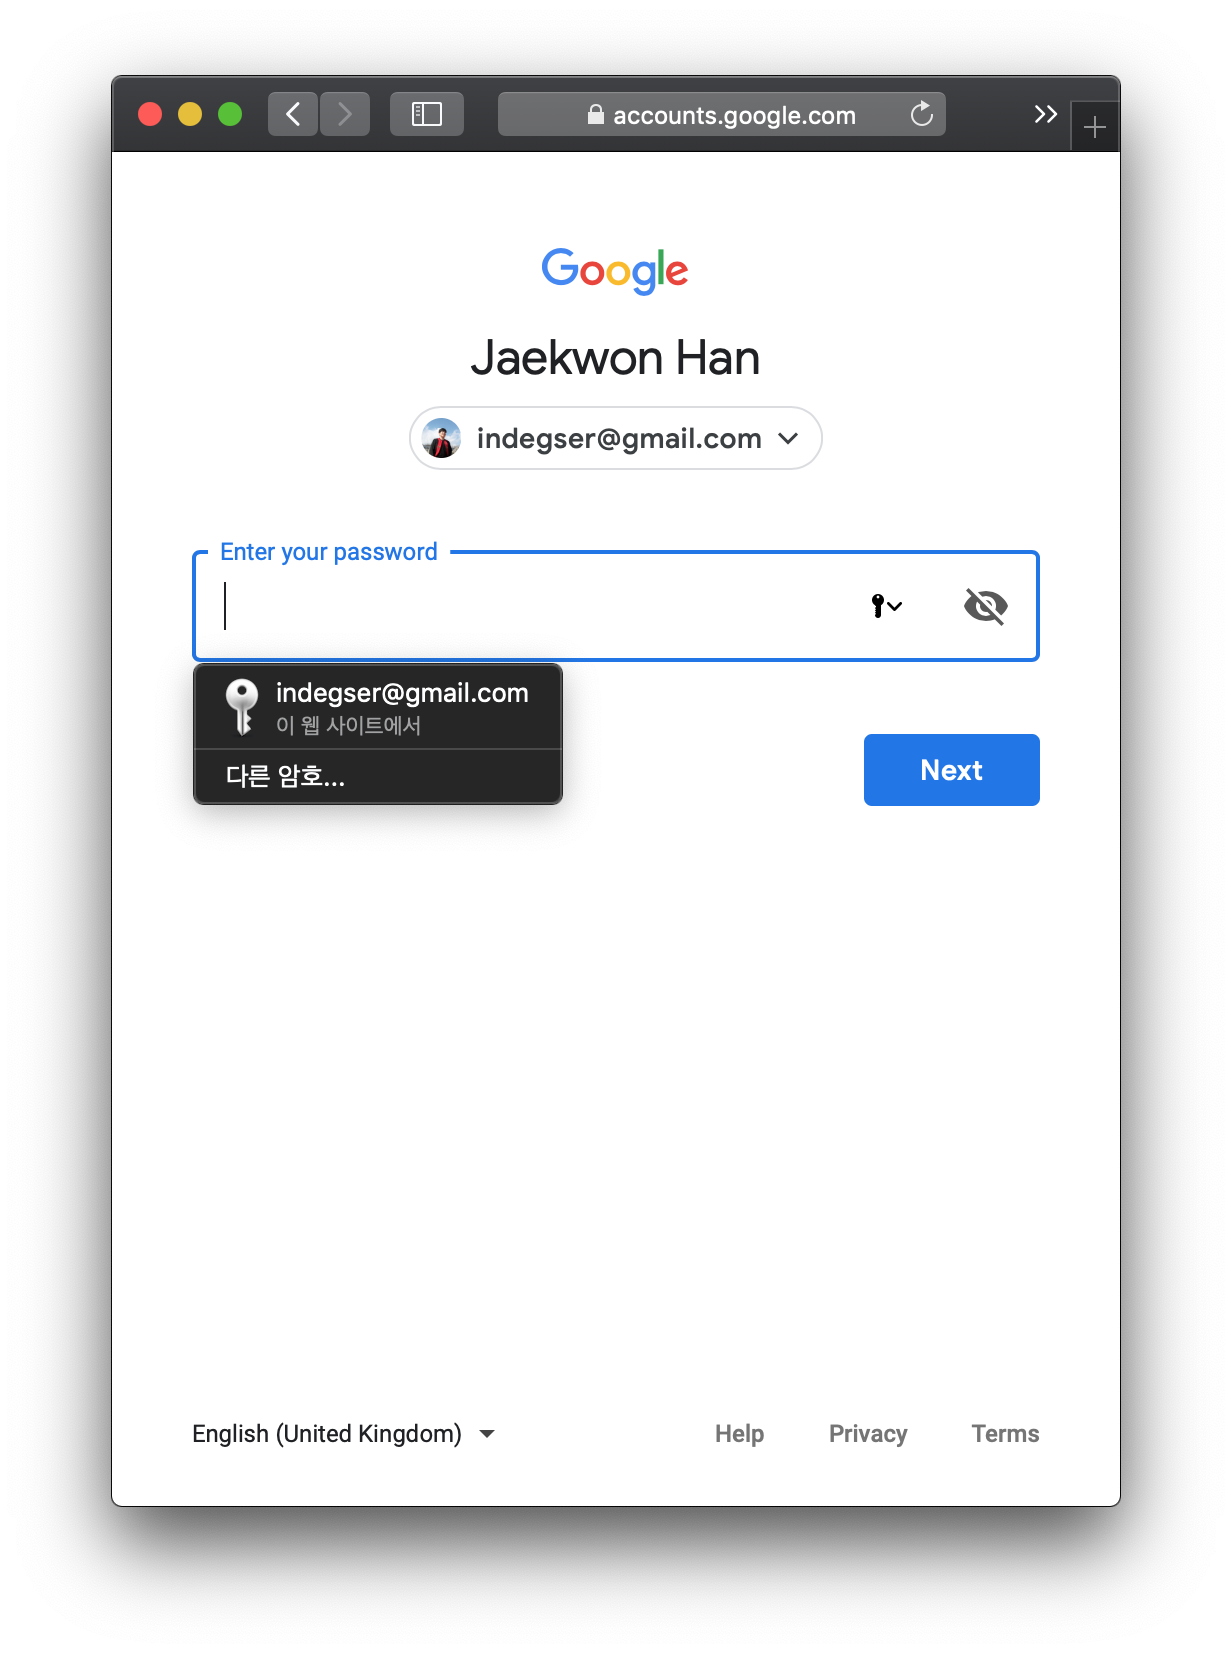 accounts.google.com
Google
Jaekwon Han
indegser@gmail.com
Enter your password
indegser@gmail.com
이 웹 사이트에서
다른 암호...
Next
English (United Kingdom)
Help Privacy Terms